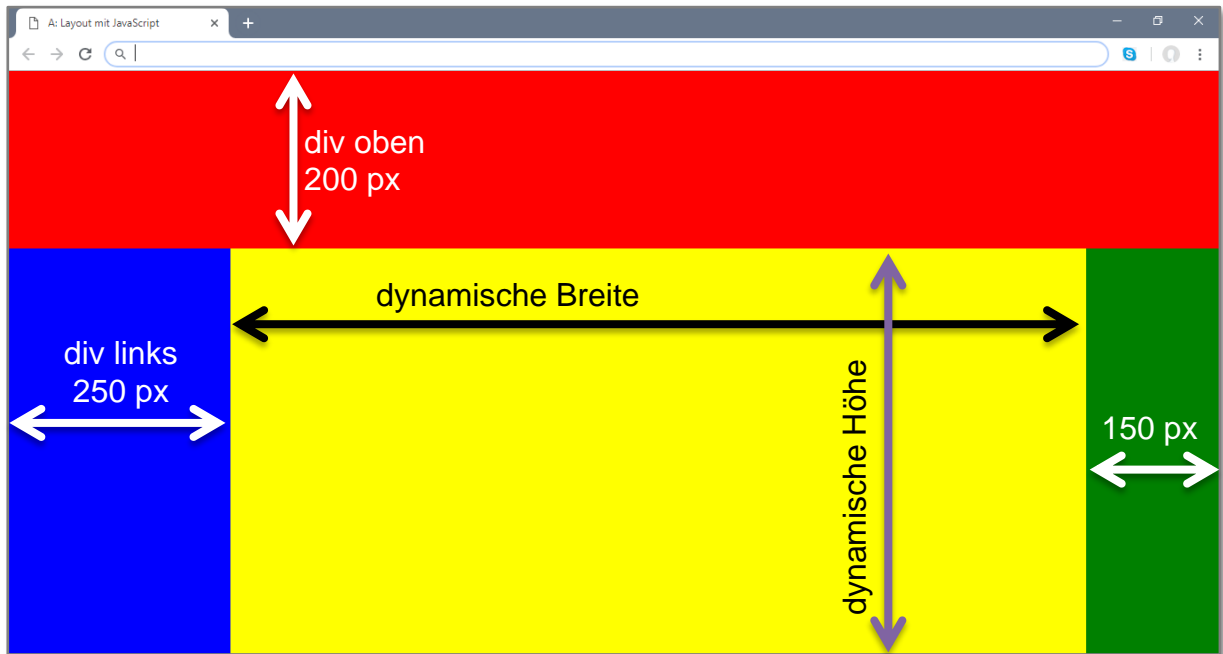 A: Layout mit JavaScript
div oben
200 px
dynamische Breite
div links
250 px
dynamische Höhe
150 px